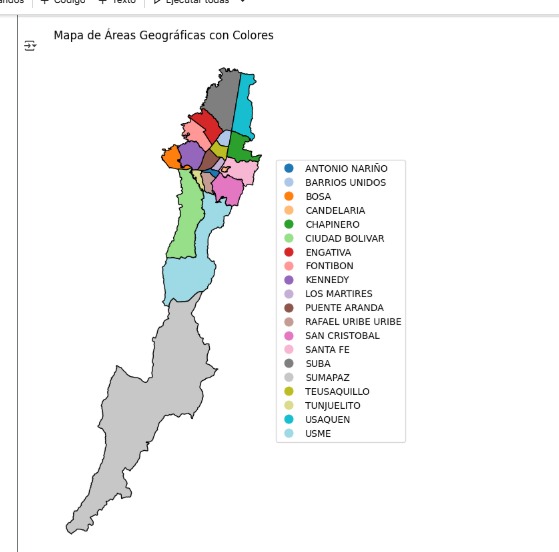 + Código + Texto ▷ Ejecutar todas
Mapa de Áreas Geográficas con Colores
ANTONIO NARIÑO
BARRIOS UNIDOS
BOSA
CANDELARIA
CHAPINERO
CIUDAD BOLIVAR
ENGATIVA
FONTIBON
KENNEDY
LOS MARTIRES
PUENTE ARANDA
RAFAEL URIBE URIBE
SAN CRISTOBAL
SANTA FE
SUBA
SUMAPAZ
TEUSAQUILLO
TUNJUELITO
USAQUEN
USME